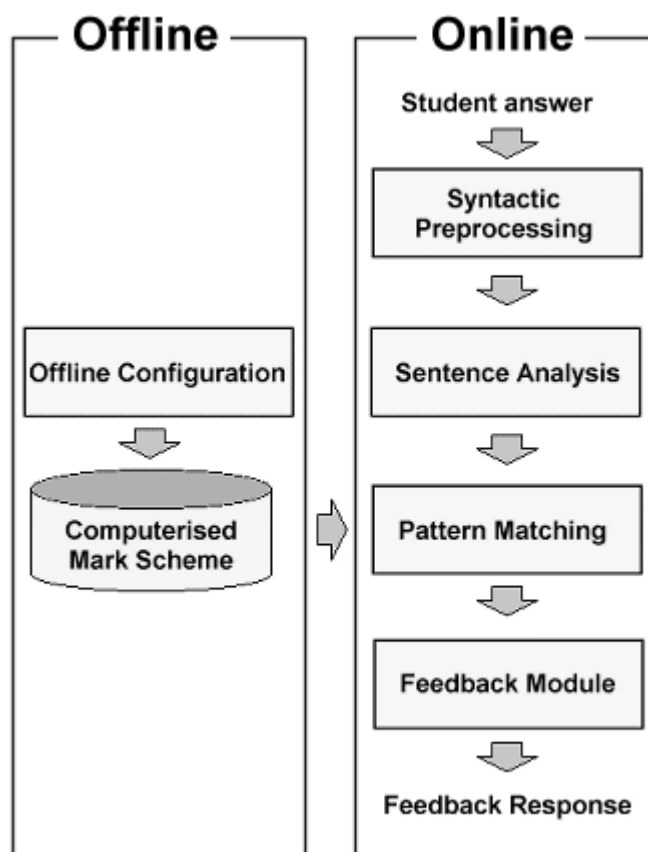 Offline
Offline Configuration
Computerised
Mark Scheme
Online
Student answer
Syntactic
Preprocessing
Sentence Analysis
Pattern Matching
Feedback Module
Feedback Response